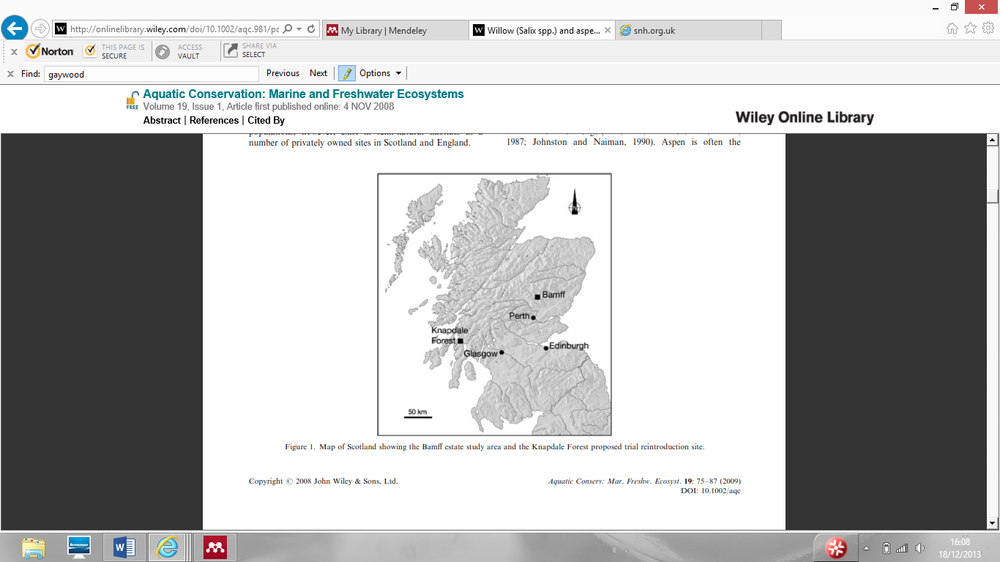 http://onlinelibrary.wiley.com/doi/10.1002/aqc.981/pc
My Library | Mendeley
Willow (Salix spp.) and aspe...
snh.org.uk
x Norton
THIS PAGE IS
SECURE
ACCESS
VAULT
SHARE VIA
SELECT
x Find: gaywood Previous Next Options
FREE
Aquatic Conservation: Marine and Freshwater Ecosystems
Volume 19, Issue 1, Article first published online: 4 NOV 2008
Abstract | References | Cited By
Wiley Online Library
number of privately owned sites in Scotland and England.
1987; Johnston and Naiman, 1990). Aspen is often the
Bamff
Perth
Knapdale
Forest
Edinburgh
Glasgow
50 km
Figure 1. Map of Scotland showing the Bamff estate study area and the Knapdale Forest proposed trial reintroduction site.
Copyright © 2008 John Wiley & Sons, Ltd.
Aquatic Conserv: Mar. Freshw. Ecosyst. 19: 75–87 (2009)
DOI: 10.1002/aqc
lenovo
16:08
18/12/2013